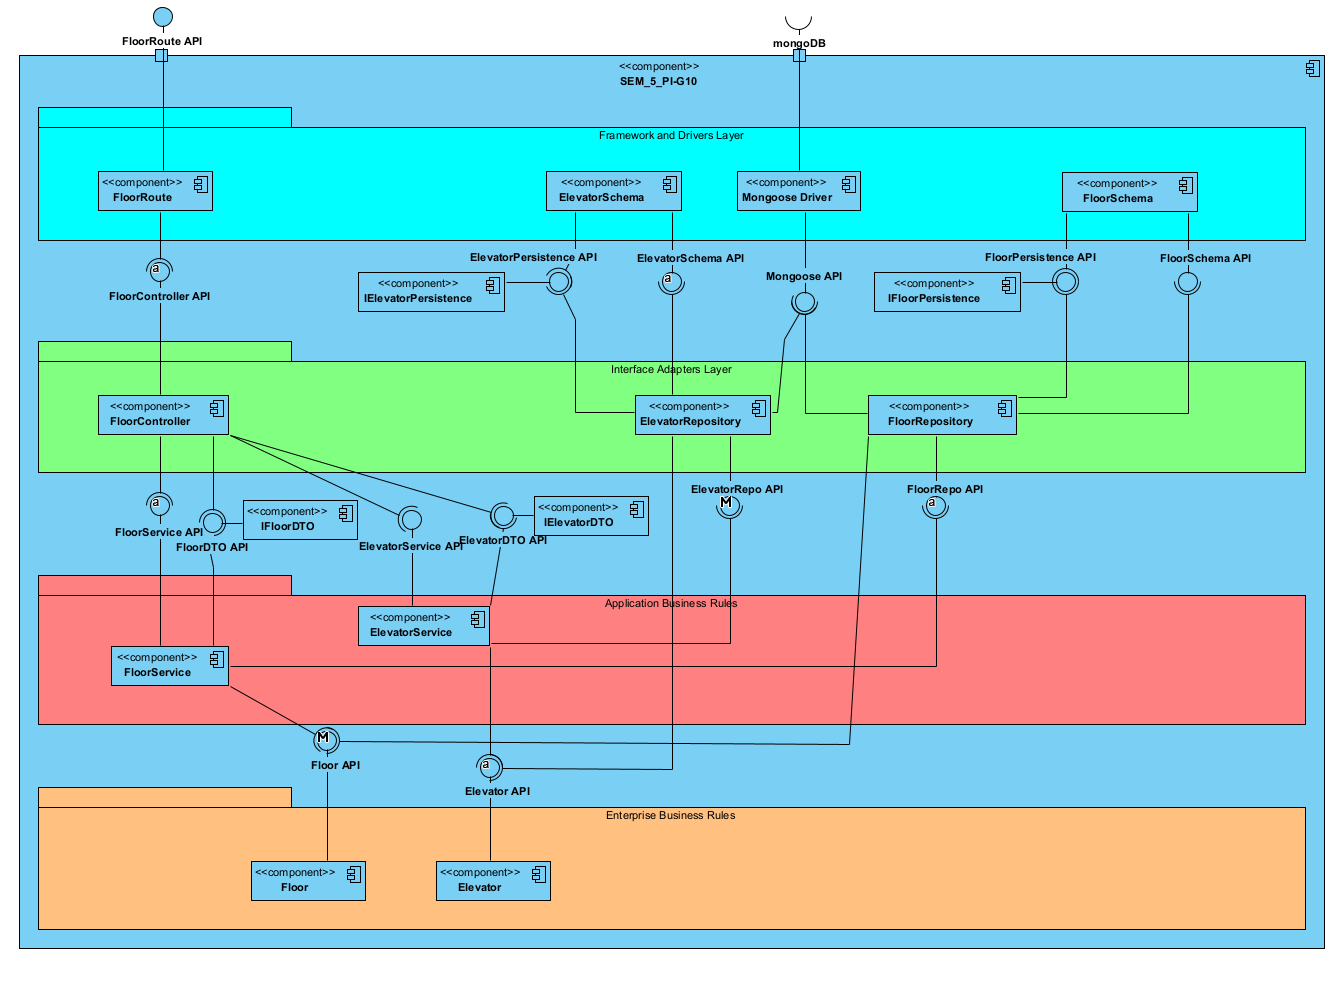 FloorRoute API
mongoDB
<<component>>
SEM_5_PI-G10
Framework and Drivers Layer
<<component>>
FloorRoute
<<component>>
ElevatorSchema
<<component>>
Mongoose Driver
<<component>>
FloorSchema
a
FloorController API
ElevatorPersistence API
<<component>>
IElevatorPersistence
ElevatorSchema API
a
Mongoose API
FloorPersistence API
<<component>>
IFloorPersistence
FloorSchema API
Interface Adapters Layer
<<component>>
FloorController
<<component>>
ElevatorRepository
<<component>>
FloorRepository
a
FloorService API
FloorDTO API
<<component>>
IFloorDTO
ElevatorService API
ElevatorDTO API
<<component>>
IElevatorDTO
ElevatorRepo API
M
FloorRepo API
a
Application Business Rules
<<component>>
ElevatorService
<<component>>
FloorService
M
Floor API
a
Elevator API
Enterprise Business Rules
<<component>>
Floor
<<component>>
Elevator